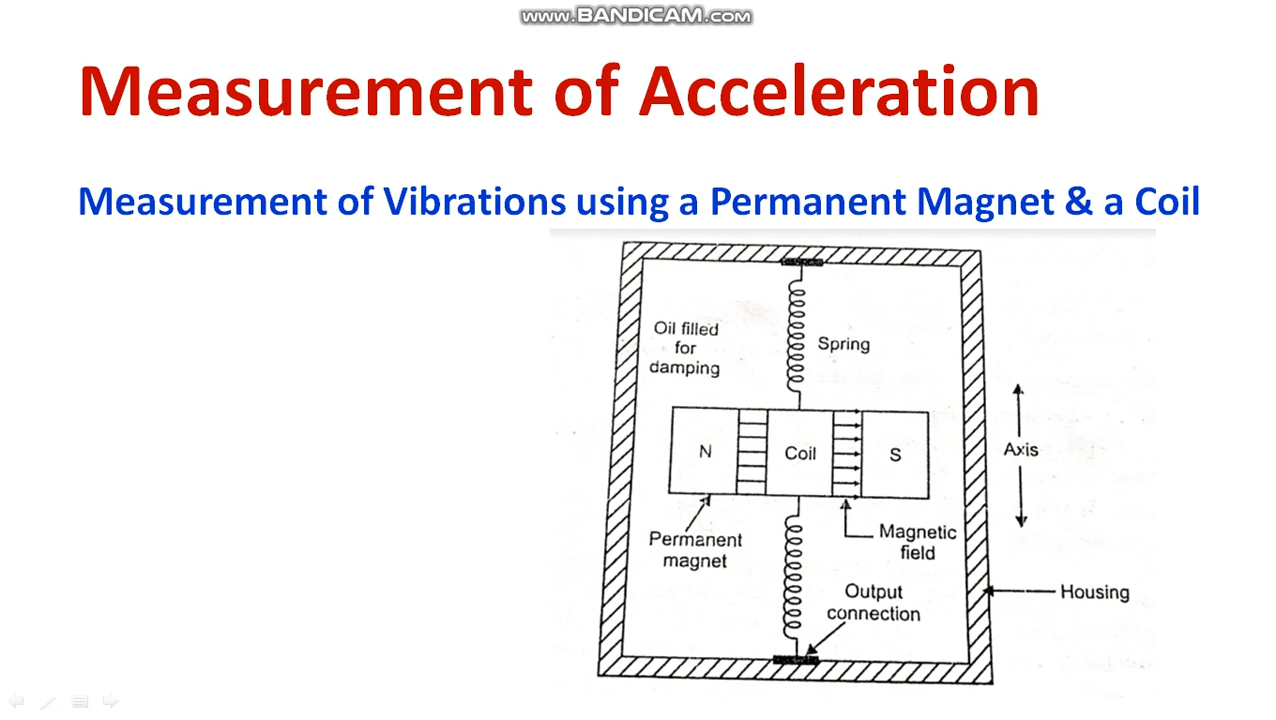 www.BANDICAM.com
Measurement of Acceleration
Measurement of Vibrations using a Permanent Magnet & a Coil
Oil filled
for
damping
Spring
N
Coil
S
Axis
Permanent
magnet
Magnetic
field
Output
connection
Housing